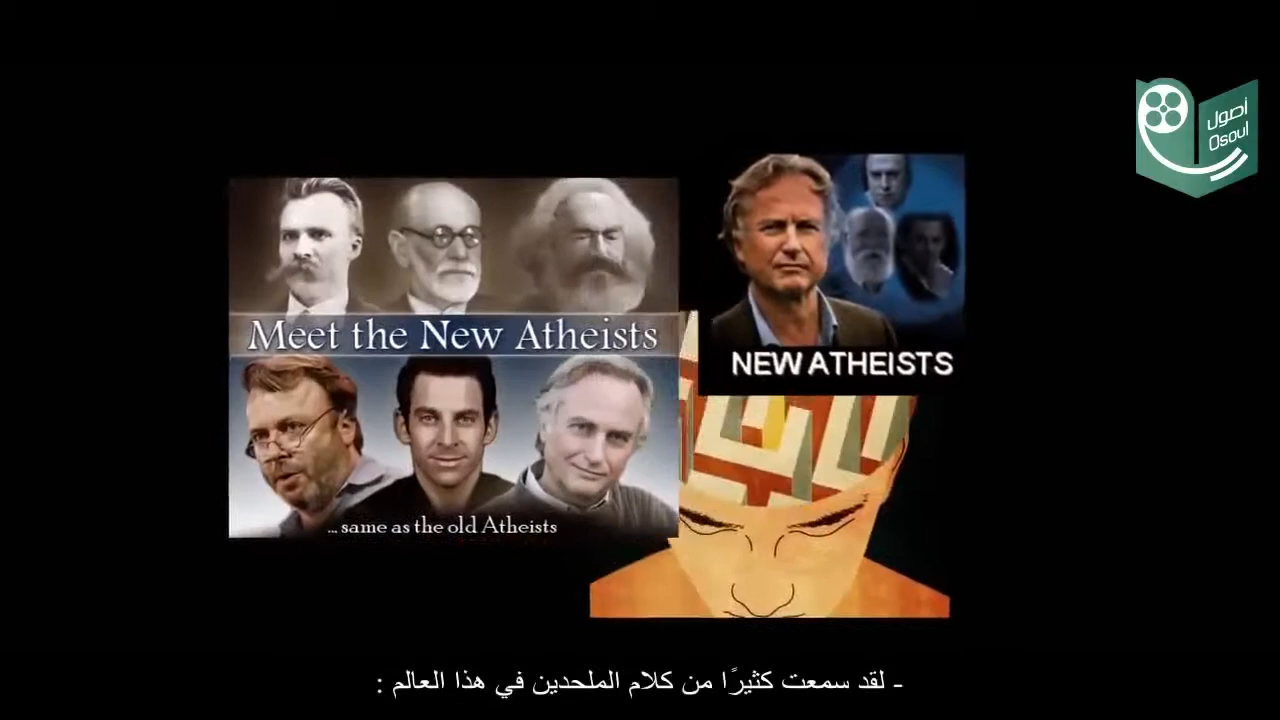 أصول
Osoul
Meet the New Atheists
... same as the old Atheists
NEW ATHEISTS
- لقد سمعت كثيرًا من كلام الملحدين في هذا العالم :